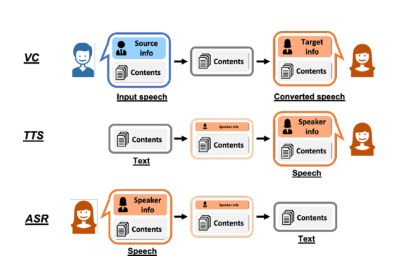 VC
Source
info
Contents
Input speech
Contents
Target
info
Contents
Converted speech
TTS
Contents
Text
Speaker info
Contents
Speaker
info
Contents
Speech
ASR
Speaker
info
Contents
Speech
Speaker info
Contents
Contents
Text